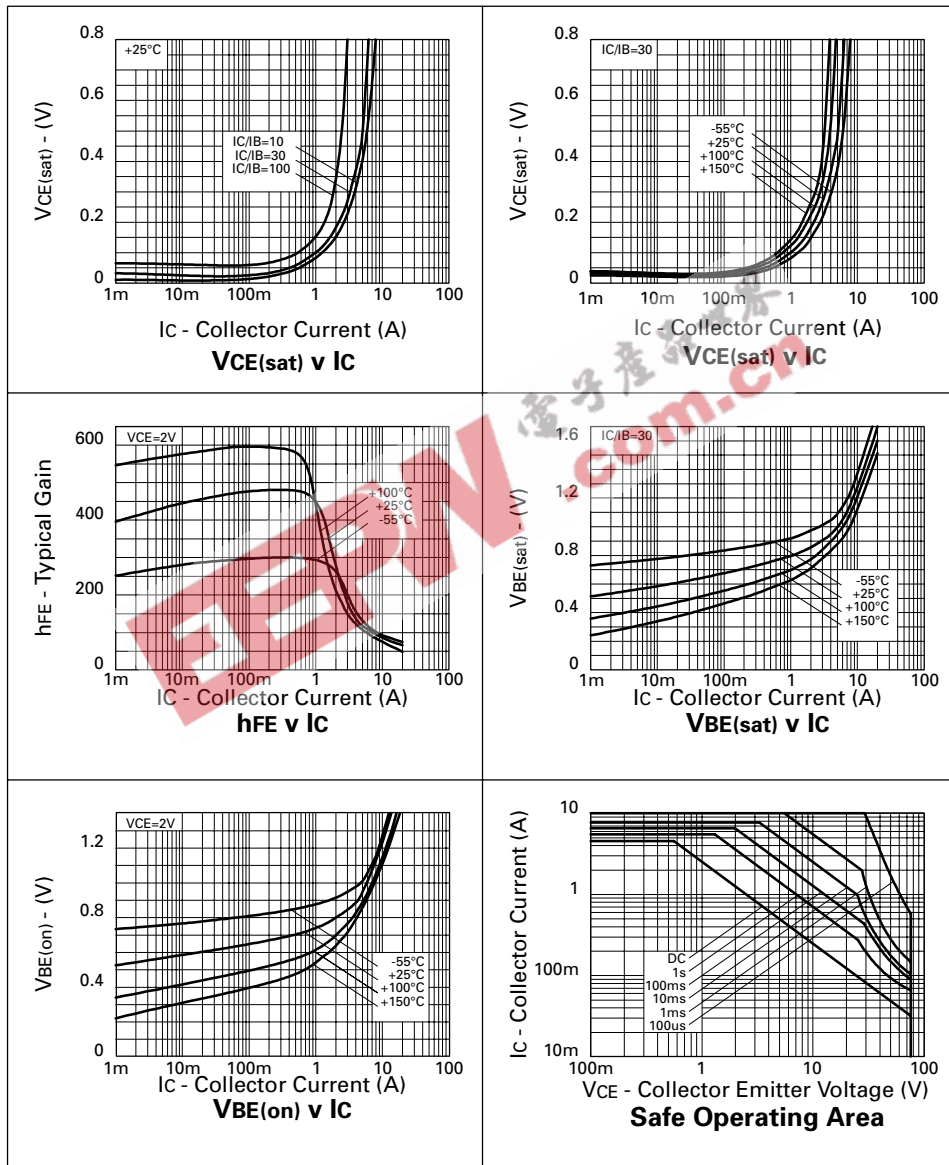 0.8
+25°C
0.6
VCE(sat) - (V)
IC/IB=10
IC/IB=30
IC/IB=100
0.4
0.2
0
1m 10m 100m 1 10 100
IC - Collector Current (A)
VCE(sat) v IC
0.8
IC/IB=30
0.6
VCE(sat) - (V)
-55°C
+25°C
+100°C
+150°C
0.4
0.2
0
1m 10m 100m 1 10 100
IC - Collector Current (A)
VCE(sat) v IC
600
VCE=2V
hFE - Typical Gain
+100°C
+25°C
-55°C
400
200
0
1m 10m 100m 1 10 100
IC - Collector Current (A)
hFE v IC
1.6
IC/IB=30
1.2
VBE(sat) - (V)
0.8
-55°C
+25°C
+100°C
+150°C
0.4
0
1m 10m 100m 1 10 100
IC - Collector Current (A)
VBE(sat) v IC
VCE=2V
1.2
VBE(on) - (V)
0.8
-55°C
+25°C
+100°C
+150°C
0.4
0
1m 10m 100m 1 10 100
IC - Collector Current (A)
VBE(on) v IC
10
IC - Collector Current (A)
1
DC
1s
100ms
10ms
1ms
100us
100m
10m
100m 1 10 100
VCE - Collector Emitter Voltage (V)
Safe Operating Area
EEPW
電子產品世界
.com.cn